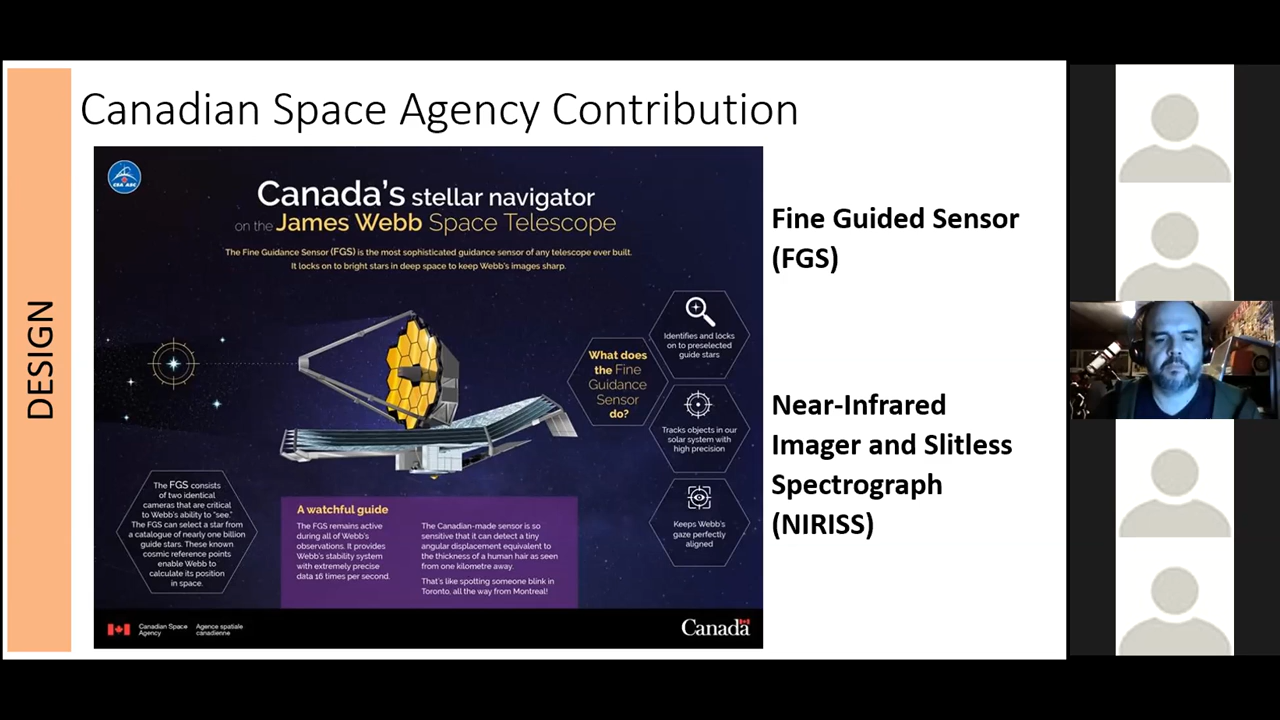 Canadian Space Agency Contribution
DESIGN
CSA ASC
Canada's stellar navigator
on the James Webb Space Telescope
The Fine Guidance Sensor (FGS) is the most sophisticated guidance sensor of any telescope ever built.
It locks on to bright stars in deep space to keep Webb's images sharp.
What does
the Fine
Guidance
Sensor
do?
Identifies and locks
on to preselected
guide stars
Tracks objects in our
solar system with
high precision
Keeps Webb's
gaze perfectly
aligned
The FGS consists
of two identical
cameras that are critical
to Webb's ability to "see."
The FGS can select a star from
a catalogue of nearly one billion
guide stars. These known
cosmic reference points
enable Webb to
calculate its position
in space.
A watchful guide
The FGS remains active
during all of Webb's
observations. It provides
Webb's stability system
with extremely precise
data 16 times per second.
The Canadian-made sensor is so
sensitive that it can detect a tiny
angular displacement equivalent to
the thickness of a human hair as seen
from one kilometre away.
That's like spotting someone blink in
Toronto, all the way from Montreal!
Canadian Space
Agency
Agence spatiale
canadienne
Canada
Fine Guided Sensor
(FGS)
Near-Infrared
Imager and Slitless
Spectrograph
(NIRISS)